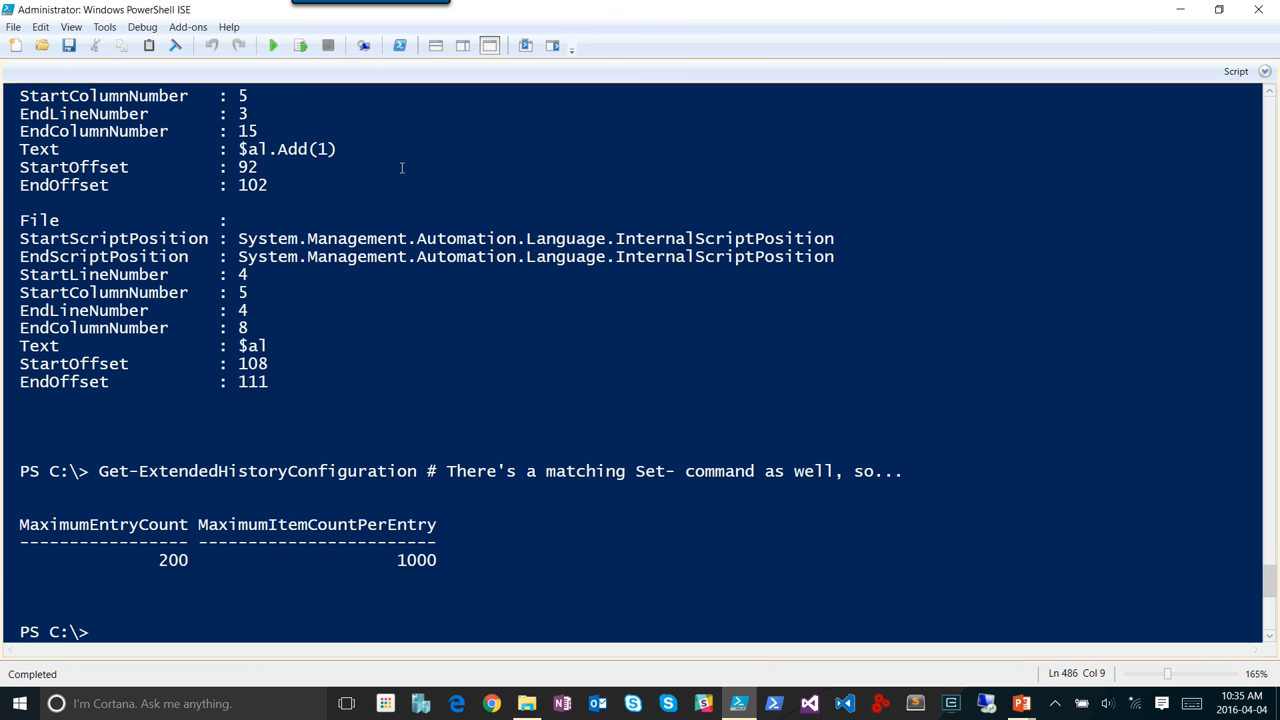 Administrator: Windows PowerShell ISE
File Edit View Tools Debug Add-ons Help
Script
StartColumnNumber : 5
EndLineNumber : 3
EndColumnNumber : 15
Text : $al.Add(1)
StartOffset : 92
EndOffset : 102
File :
StartScriptPosition : System.Management.Automation.Language.InternalScriptPosition
EndScriptPosition : System.Management.Automation.Language.InternalScriptPosition
StartLineNumber : 4
StartColumnNumber : 5
EndLineNumber : 4
EndColumnNumber : 8
Text : $al
StartOffset : 108
EndOffset : 111
PS C:\> Get-ExtendedHistoryConfiguration # There's a matching Set- command as well, so...
MaximumEntryCount MaximumItemCountPerEntry
----------------- ------------------------
200 1000
PS C:\>
Completed Ln 486 Col 9 165%
I'm Cortana. Ask me anything. 10:35 AM
2016-04-04